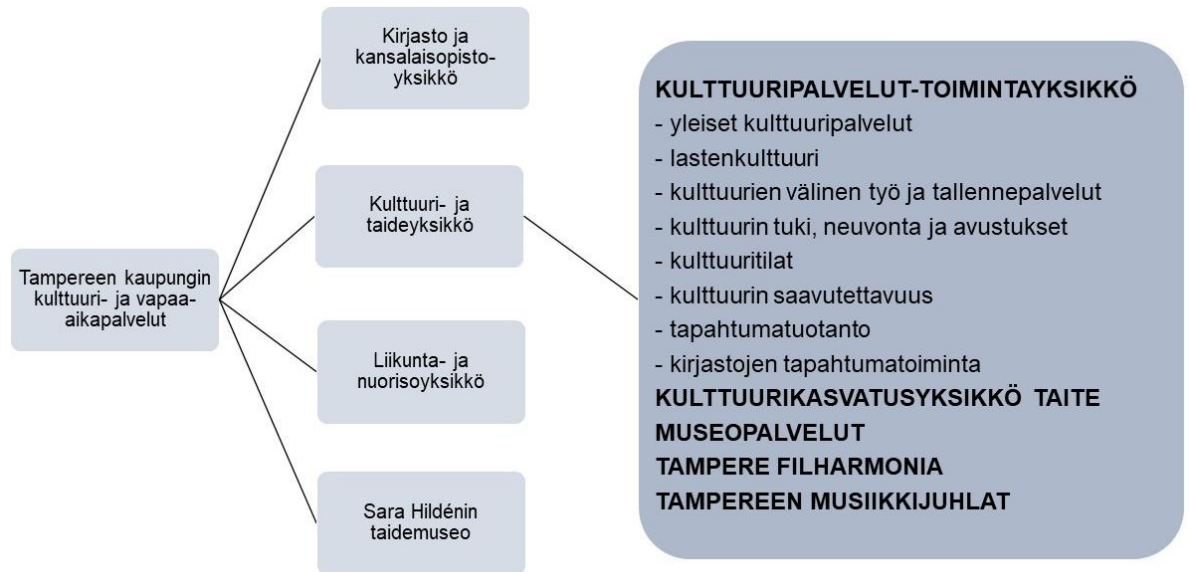 Kirjasto ja
kansalaisopisto-
yksikkö
Kulttuuri- ja
taideyksikkö
Tampereen kaupungin
kulttuuri- ja vapaa-
aikapalvelut
Liikunta- ja
nuorisoyksikkö
Sara Hildénin
taidemuseo
KULTTUURIPALVELUT-TOIMINTAYKSIKKÖ
- yleiset kulttuuripalvelut
- lastenkulttuuri
- kulttuurien välinen työ ja tallennepalvelut
- kulttuurin tuki, neuvonta ja avustukset
- kulttuuritilat
- kulttuurin saavutettavuus
- tapahtumatuotanto
- kirjastojen tapahtumatoiminta
KULTTUURIKASVATUSYKSIKKÖ TAITE
MUSEOPALVELUT
TAMPERE FILHARMONIA
TAMPEREEN MUSIIKKIJUHLAT